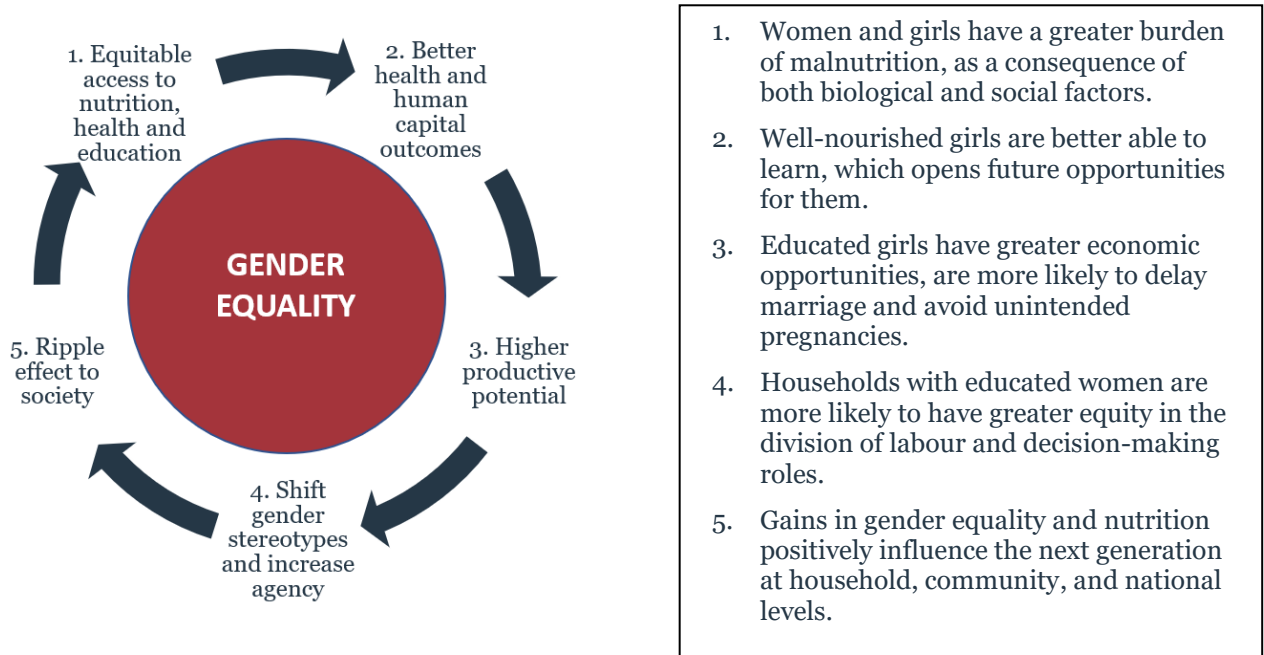 1. Equitable
access to
nutrition,
health and
education
2. Better
health and
human
capital
outcomes
GENDER
EQUALITY
3. Higher
productive
potential
4. Shift
gender
stereotypes
and increase
agency
5. Ripple
effect to
society
1. Women and girls have a greater burden
of malnutrition, as a consequence of
both biological and social factors.
2. Well-nourished girls are better able to
learn, which opens future opportunities
for them.
3. Educated girls have greater economic
opportunities, are more likely to delay
marriage and avoid unintended
pregnancies.
4. Households with educated women are
more likely to have greater equity in the
division of labour and decision-making
roles.
5. Gains in gender equality and nutrition
positively influence the next generation
at household, community, and national
levels.